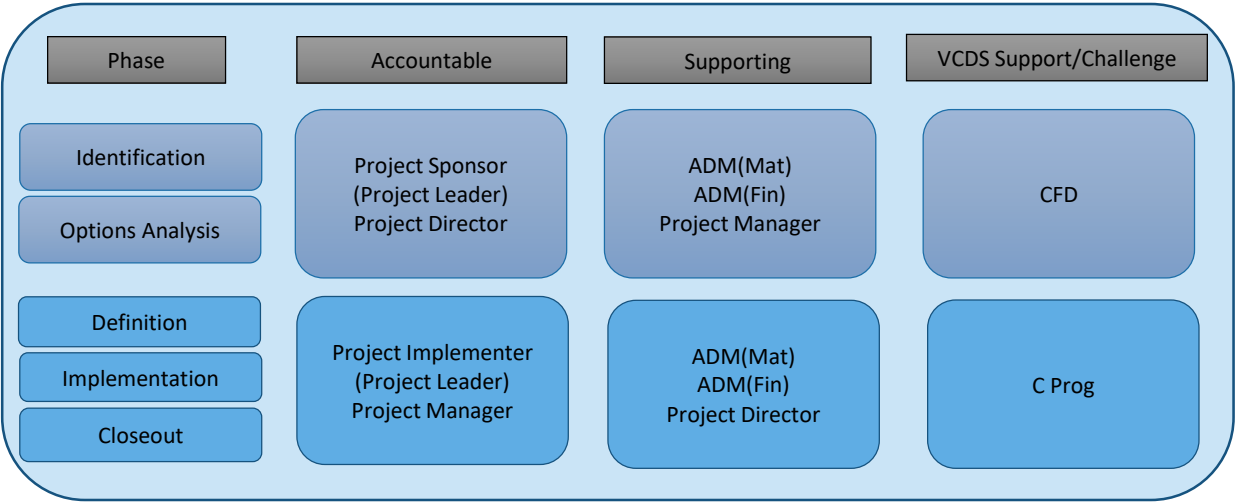 Phase
Accountable
Supporting
VCDS Support/Challenge
Identification
Options Analysis
Project Sponsor
(Project Leader)
Project Director
ADM(Mat)
ADM(Fin)
Project Manager
CFD
Definition
Implementation
Closeout
Project Implementer
(Project Leader)
Project Manager
ADM(Mat)
ADM(Fin)
Project Director
C Prog